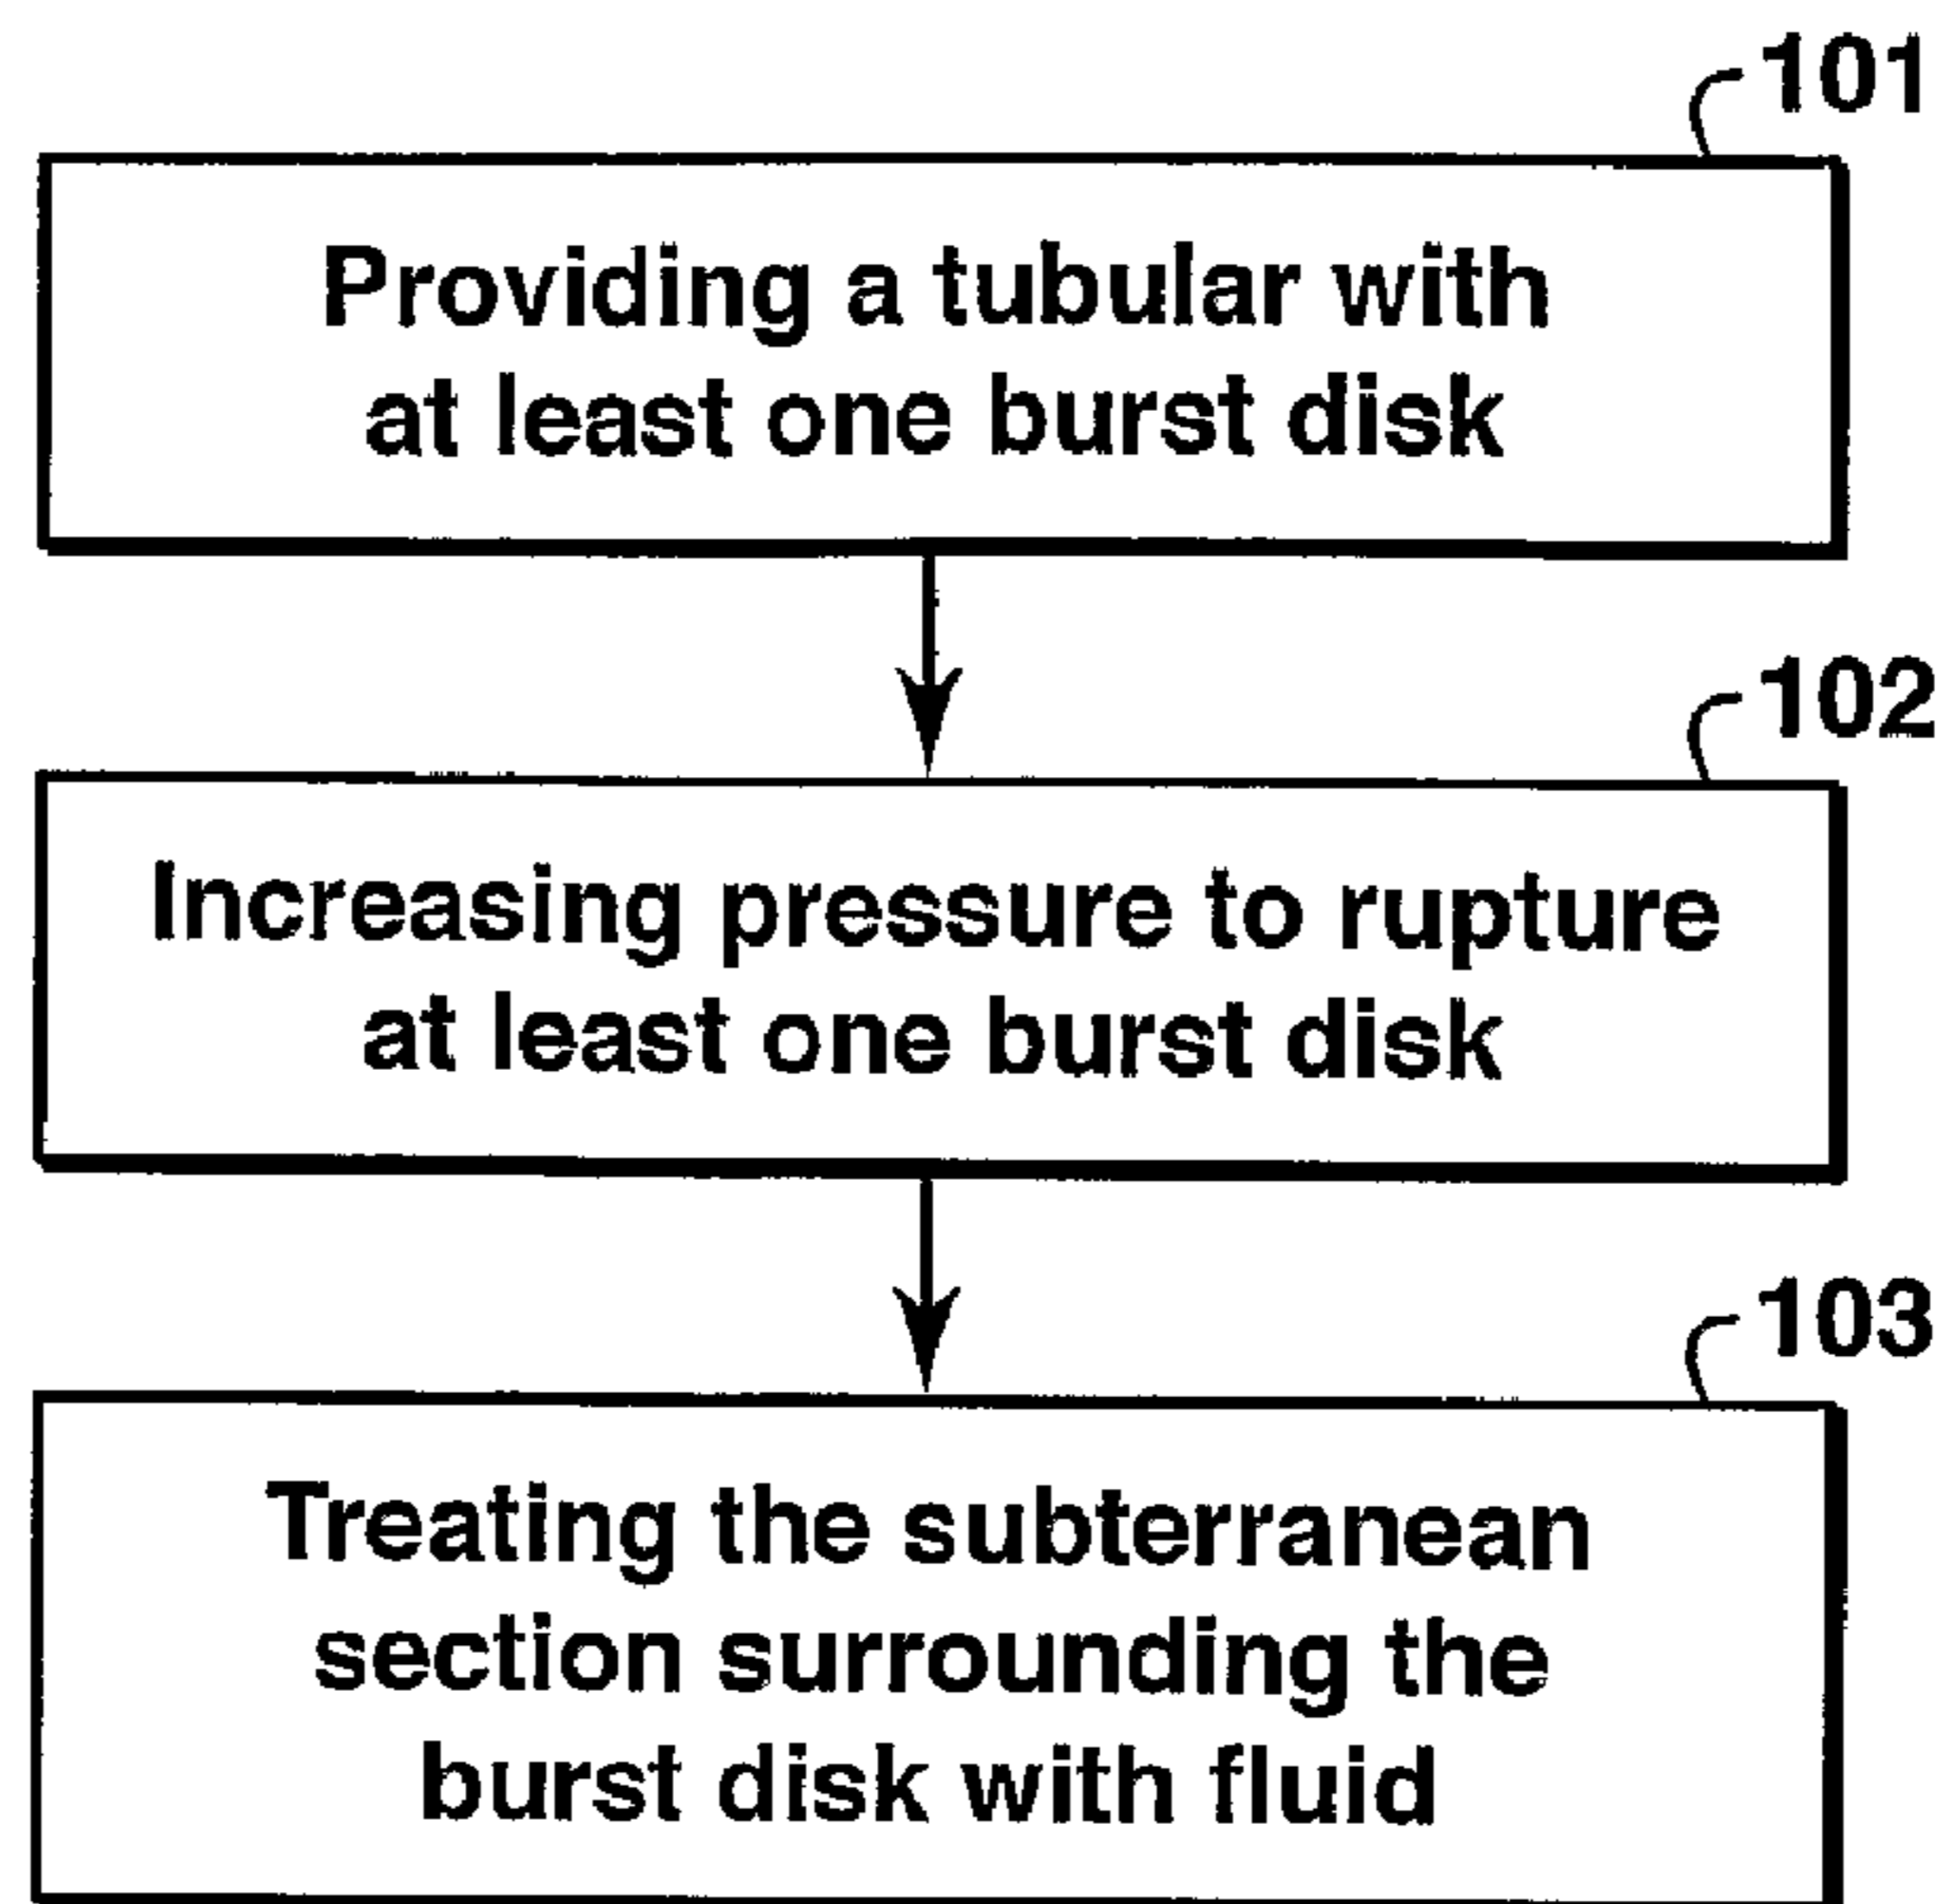 101
Providing a tubular with
at least one burst disk
102
Increasing pressure to rupture
at least one burst disk
103
Treating the subterranean
section surrounding the
burst disk with fluid